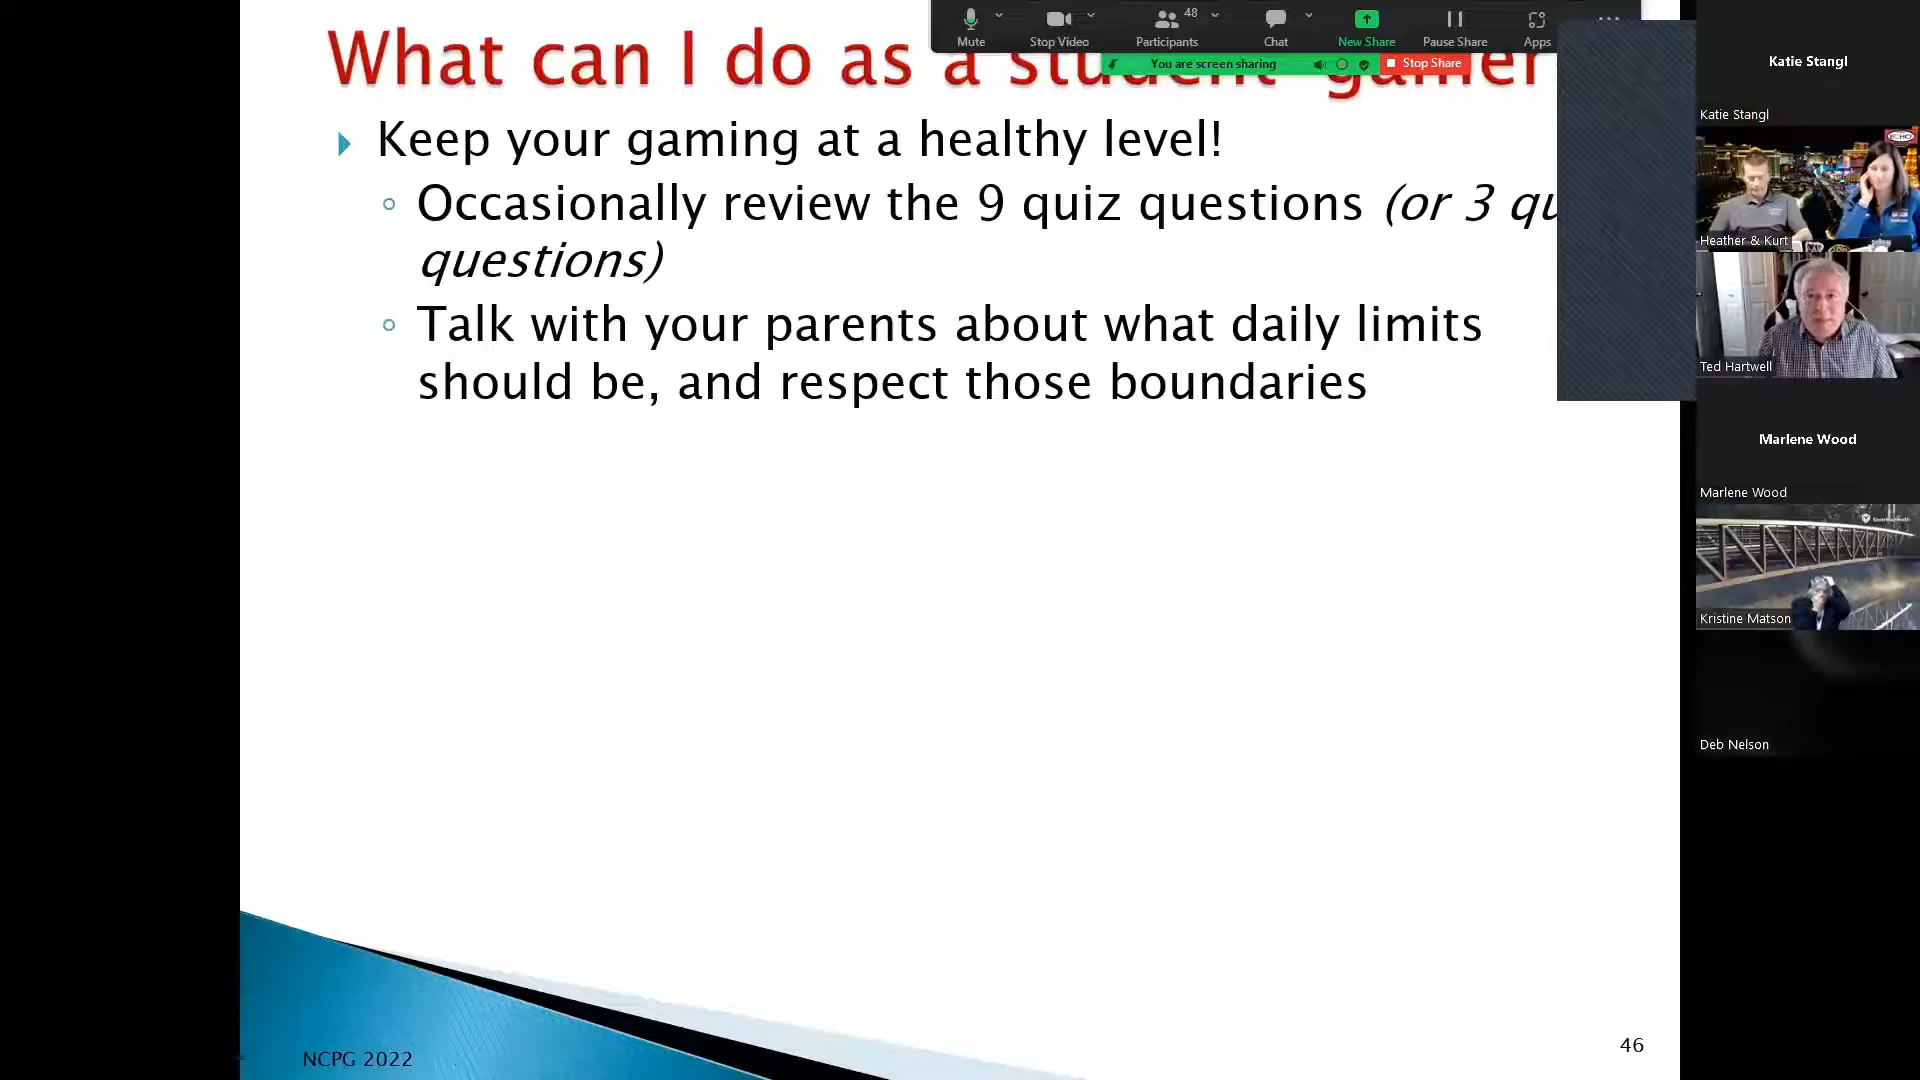 What can I do as a student gamer
Keep your gaming at a healthy level!
Occasionally review the 9 quiz questions (or 3
questions)
Talk with your parents about what daily limits
should be, and respect those boundaries
NCPG 2022
46
Mute
Stop Video
48
Participants
Chat
New Share
Pause Share
Apps
You are screen sharing
Stop Share
Katie Stangl
Katie Stangl
ECHO
Heather & Kurt
Ted Hartwell
Marlene Wood
Marlene Wood
Kristine Matson
Deb Nelson